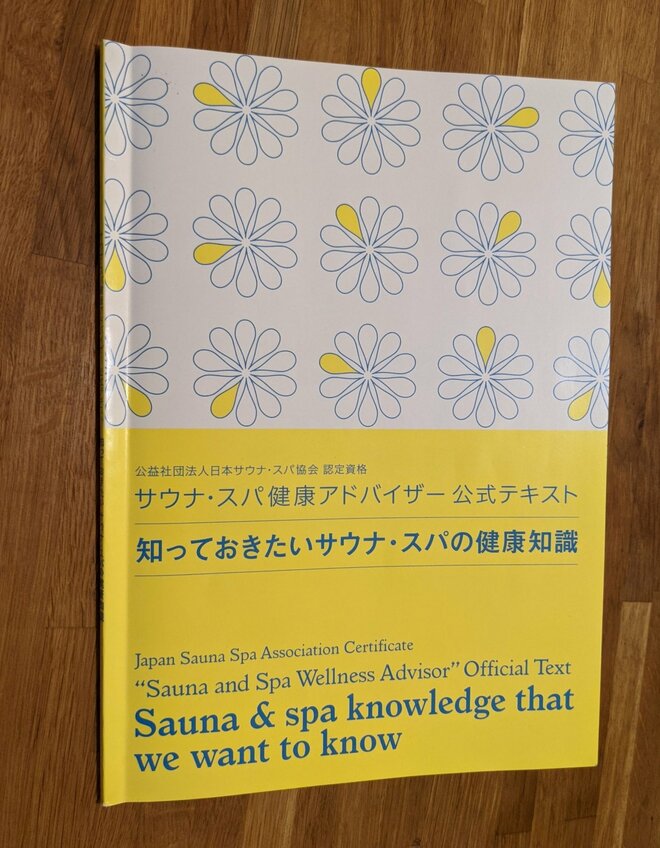 公益社団法人日本サウナ・スパ協会 認定資格
サウナ・スパ健康アドバイザー 公式テキスト
知っておきたいサウナ・スパの健康知識
Japan Sauna Spa Association Certificate
“Sauna and Spa Wellness Advisor” Official Text
Sauna & spa knowledge that
we want to know